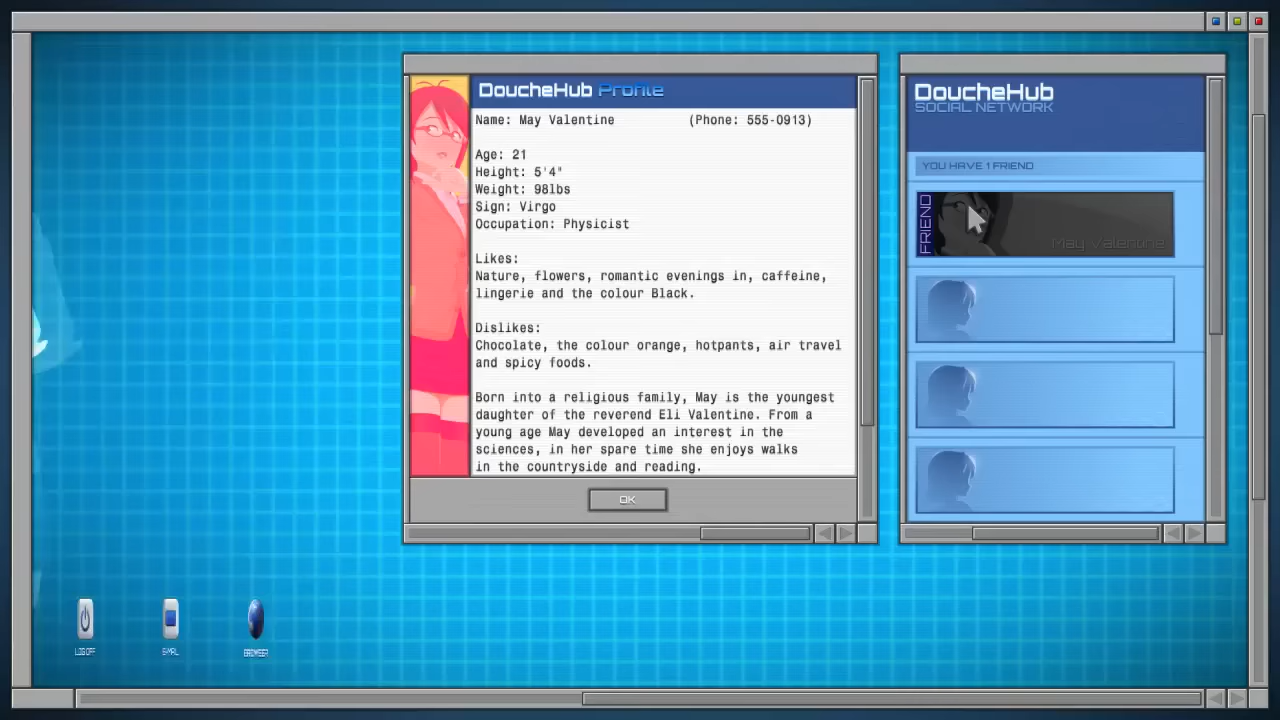 DoucheHub Profile
Name: May Valentine (Phone: 555-0913)
Age: 21
Height: 5'4"
Weight: 98lbs
Sign: Virgo
Occupation: Physicist
Likes:
Nature, flowers, romantic evenings in, caffeine,
lingerie and the colour Black.
Dislikes:
Chocolate, the colour orange, hotpants, air travel
and spicy foods.
Born into a religious family, May is the youngest
daughter of the reverend Eli Valentine. From a
young age May developed an interest in the
sciences, in her spare time she enjoys walks
in the countryside and reading.
OK
DoucheHub
SOCIAL NETWORK
YOU HAVE 1 FRIEND
FRIEND
May Valentine
LOG OFF
E-MAIL
BROWSER